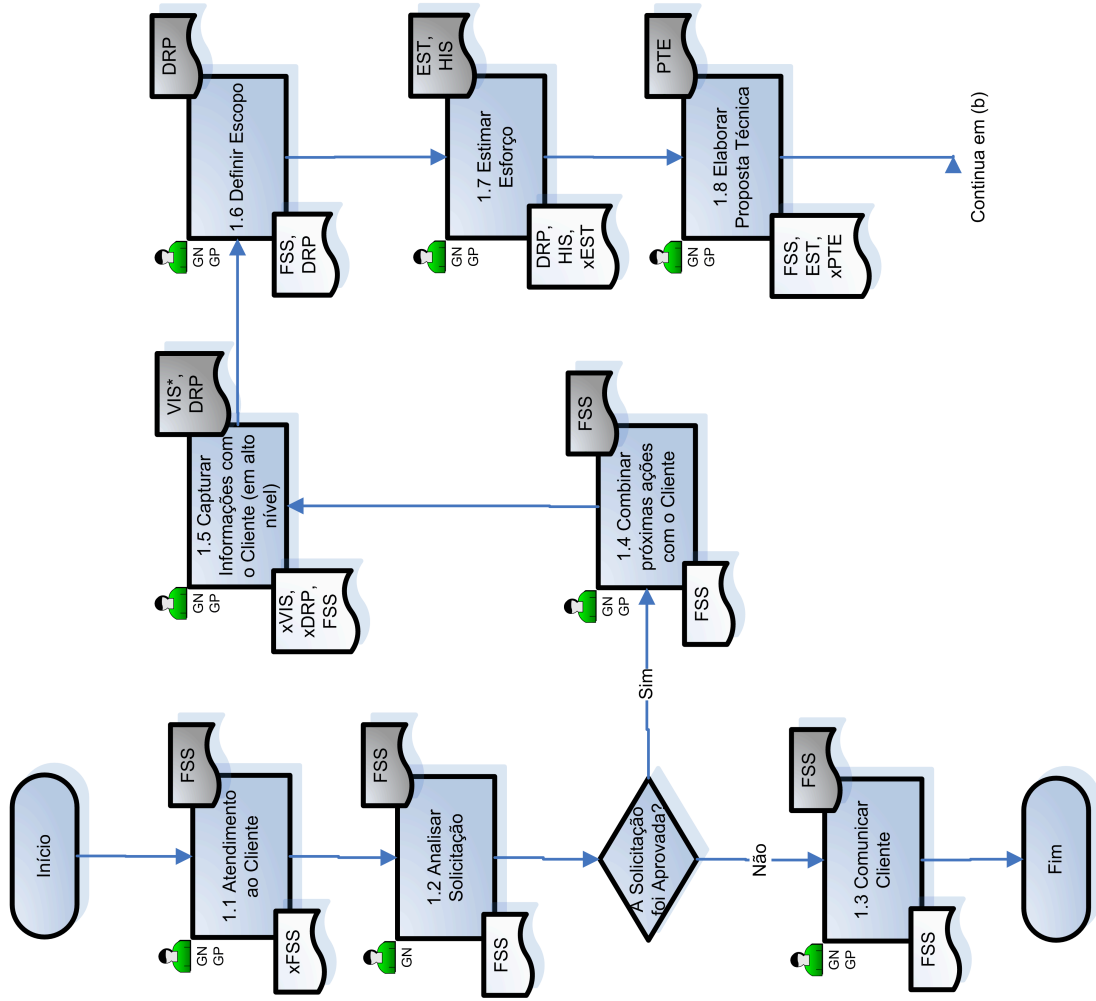 Início
FSS
1.1 Atendimento
ao Cliente
GN
GP
xFSS
FSS
1.2 Analisar
Solicitação
GN
FSS
A Solicitação
foi Aprovada?
Sim
Não
FSS
1.3 Comunicar
Cliente
GN
GP
FSS
Fim
FSS
1.4 Combinar
próximas ações
com o Cliente
GN
GP
FSS
VIS*,
DRP
1.5 Capturar
Informações com
o Cliente (em alto
nível)
GN
GP
xVIS,
xDRP,
FSS
DRP
1.6 Definir Escopo
GN
GP
FSS,
DRP
EST,
HIS
1.7 Estimar
Esforço
GN
GP
DRP,
HIS,
xEST
PTE
1.8 Elaborar
Proposta Técnica
GN
GP
FSS,
EST,
xPTE
Continua em (b)